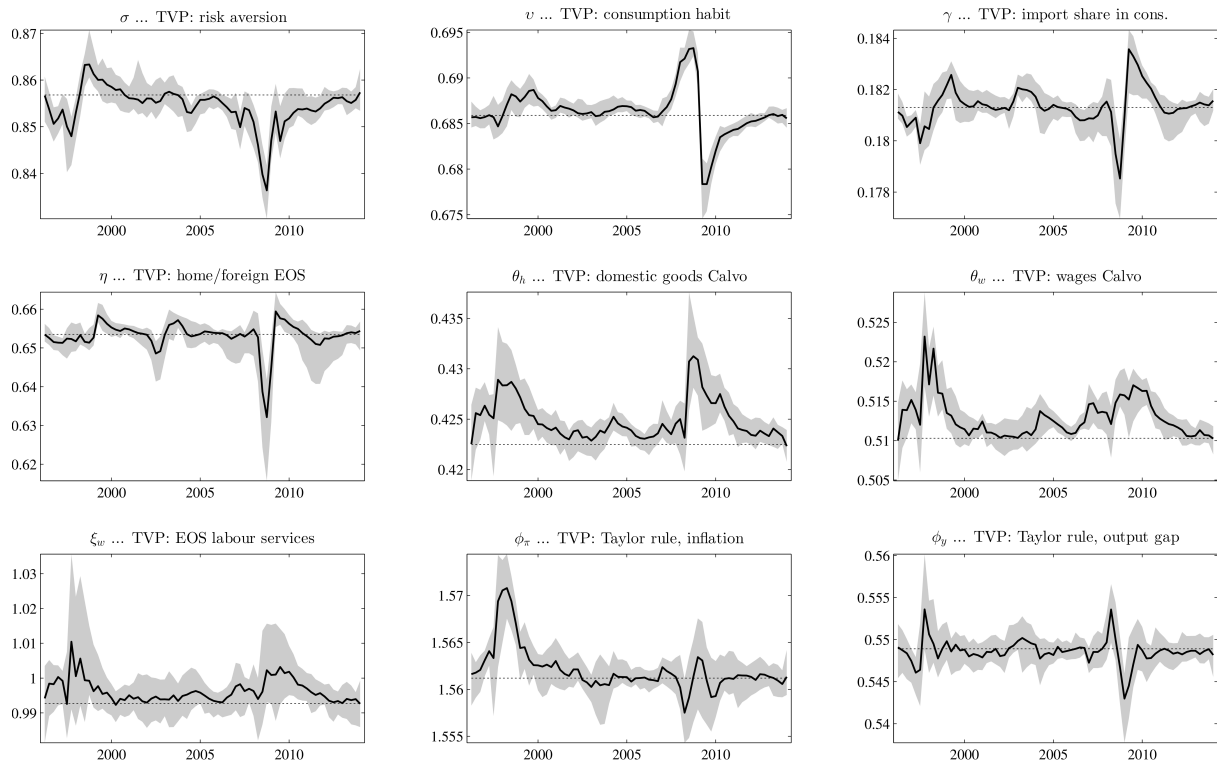 σ ... TVP: risk aversion
0.87
0.86
0.85
0.84
2000 2005 2010
υ ... TVP: consumption habit
0.695
0.69
0.685
0.68
0.675
2000 2005 2010
γ ... TVP: import share in cons.
0.184
0.182
0.18
0.178
2000 2005 2010
η ... TVP: home/foreign EOS
0.66
0.65
0.64
0.63
0.62
2000 2005 2010
θh ... TVP: domestic goods Calvo
0.435
0.43
0.425
0.42
2000 2005 2010
θw ... TVP: wages Calvo
0.525
0.52
0.515
0.51
0.505
2000 2005 2010
ξw ... TVP: EOS labour services
1.03
1.02
1.01
1
0.99
2000 2005 2010
ϕπ ... TVP: Taylor rule, inflation
1.57
1.565
1.56
1.555
2000 2005 2010
ϕy ... TVP: Taylor rule, output gap
0.56
0.555
0.55
0.545
0.54
2000 2005 2010